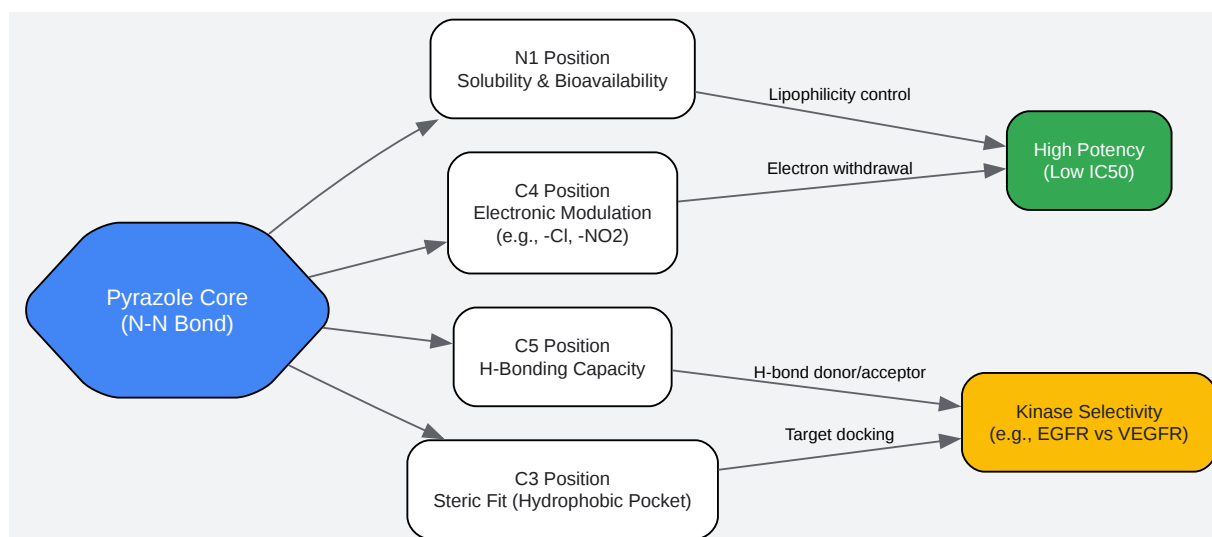 N1 Position
Solubility & Bioavailability
Lipophilicity control
High Potency
(Low IC50)
Electron withdrawal
C4 Position
Electronic Modulation
(e.g., -Cl, -NO2)
Pyrazole Core
(N-N Bond)
C5 Position
H-Bonding Capacity
H-bond donor/acceptor
Kinase Selectivity
(e.g., EGFR vs VEGFR)
Target docking
C3 Position
Steric Fit (Hydrophobic Pocket)